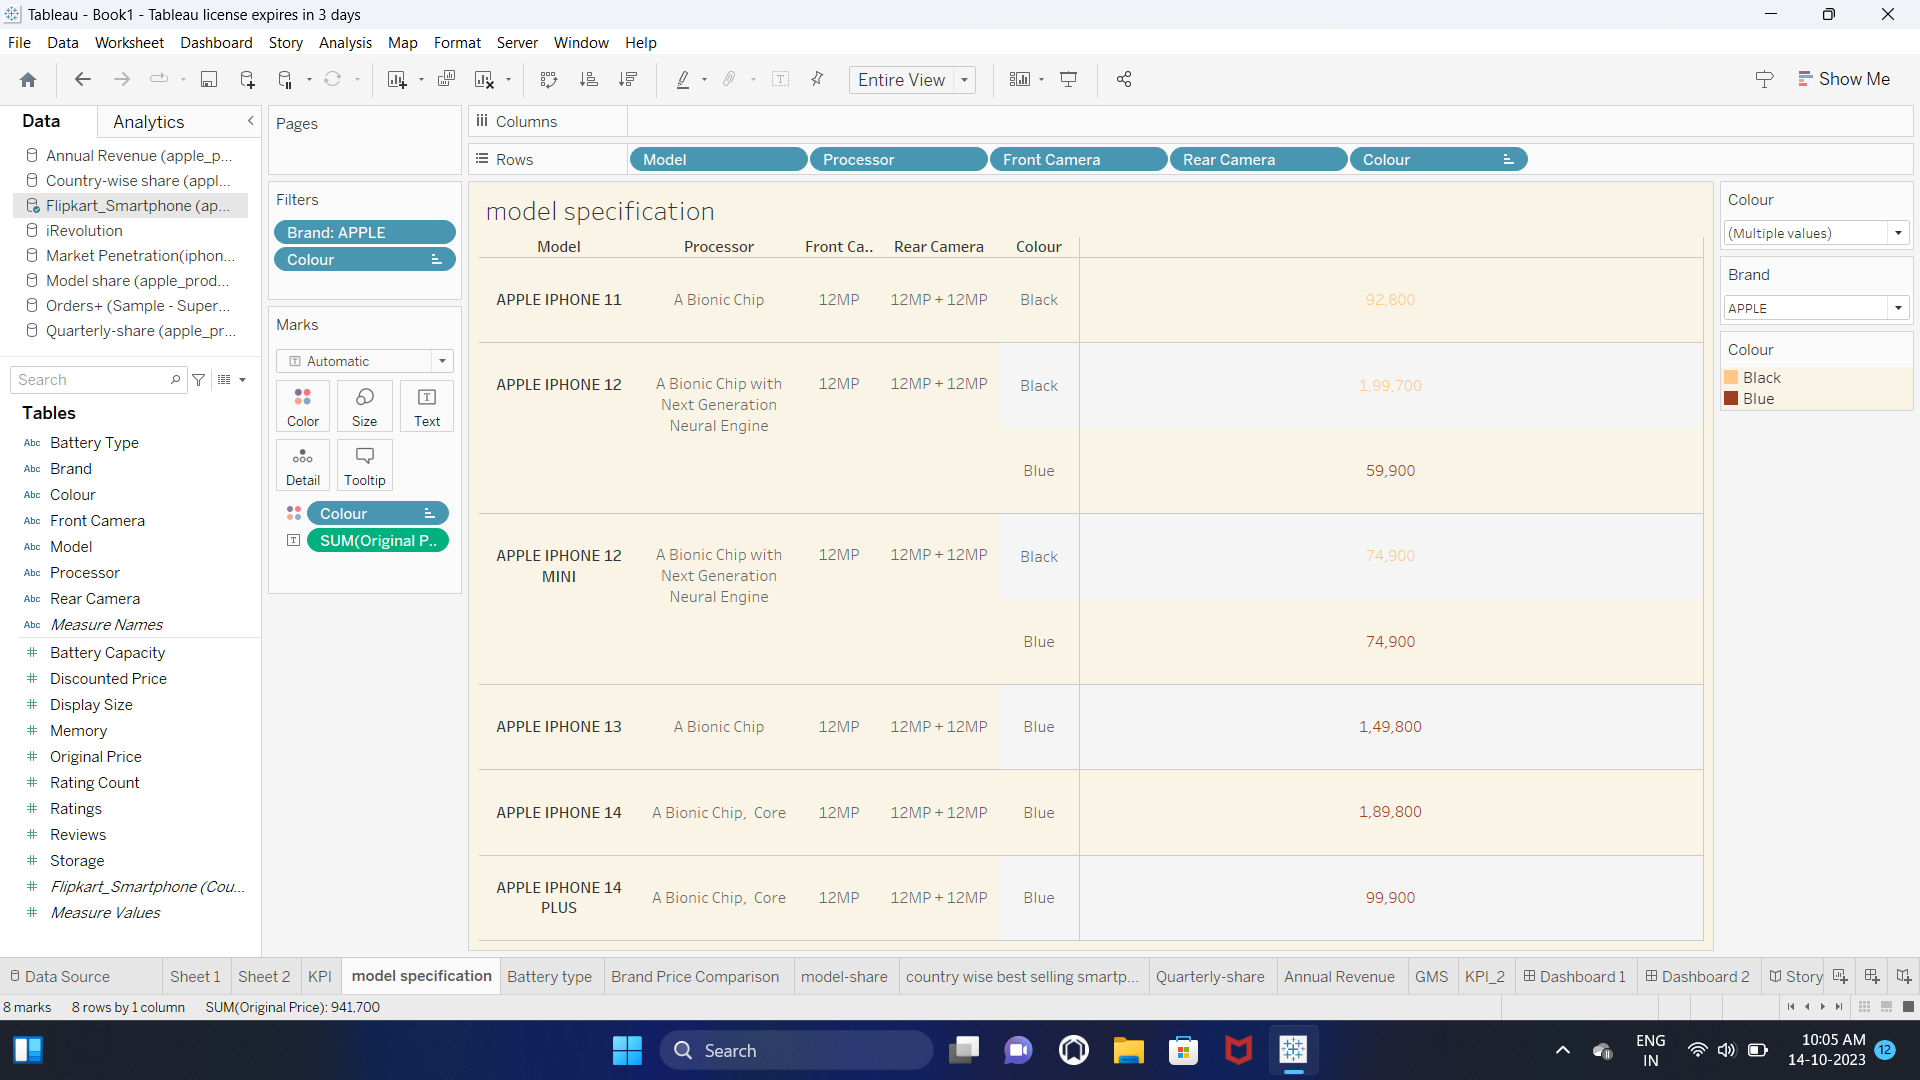 Tableau - Book1 - Tableau license expires in 3 days
File Data Worksheet Dashboard Story Analysis Map Format Server Window Help
Entire View
Show Me
Data Analytics
Annual Revenue (apple_p...
Country-wise share (appl...
Flipkart_Smartphone (ap...
iRevolution
Market Penetration(iphon...
Model share (apple_prod...
Orders+ (Sample - Super...
Quarterly-share (apple_pr...
Search
Tables
Abc Battery Type
Abc Brand
Abc Colour
Abc Front Camera
Abc Model
Abc Processor
Abc Rear Camera
Abc Measure Names
# Battery Capacity
# Discounted Price
# Display Size
# Memory
# Original Price
# Rating Count
# Ratings
# Reviews
# Storage
# Flipkart_Smartphone (Cou...
# Measure Values
Pages
Filters
Brand: APPLE
Colour
Marks
T Automatic
Color Size Text
Detail Tooltip
Colour
T SUM(Original P..
Columns
Rows Model Processor Front Camera Rear Camera Colour
model specification
Model Processor Front Ca.. Rear Camera Colour
APPLE IPHONE 11 A Bionic Chip 12MP 12MP + 12MP Black 92,800
APPLE IPHONE 12 A Bionic Chip with 12MP 12MP + 12MP Black 1,99,700
Next Generation
Neural Engine
Blue 59,900
APPLE IPHONE 12 A Bionic Chip with 12MP 12MP + 12MP Black 74,900
MINI Next Generation
Neural Engine
Blue 74,900
APPLE IPHONE 13 A Bionic Chip 12MP 12MP + 12MP Blue 1,49,800
APPLE IPHONE 14 A Bionic Chip, Core 12MP 12MP + 12MP Blue 1,89,800
APPLE IPHONE 14 A Bionic Chip, Core 12MP 12MP + 12MP Blue 99,900
PLUS
Colour
(Multiple values)
Brand
APPLE
Colour
Black
Blue
Data Source Sheet 1 Sheet 2 KPI model specification Battery type Brand Price Comparison model-share country wise best selling smartp... Quarterly-share Annual Revenue GMS KPI_2 Dashboard 1 Dashboard 2 Story
8 marks 8 rows by 1 column SUM(Original Price): 941,700
Search
ENG
IN
10:05 AM
14-10-2023
12